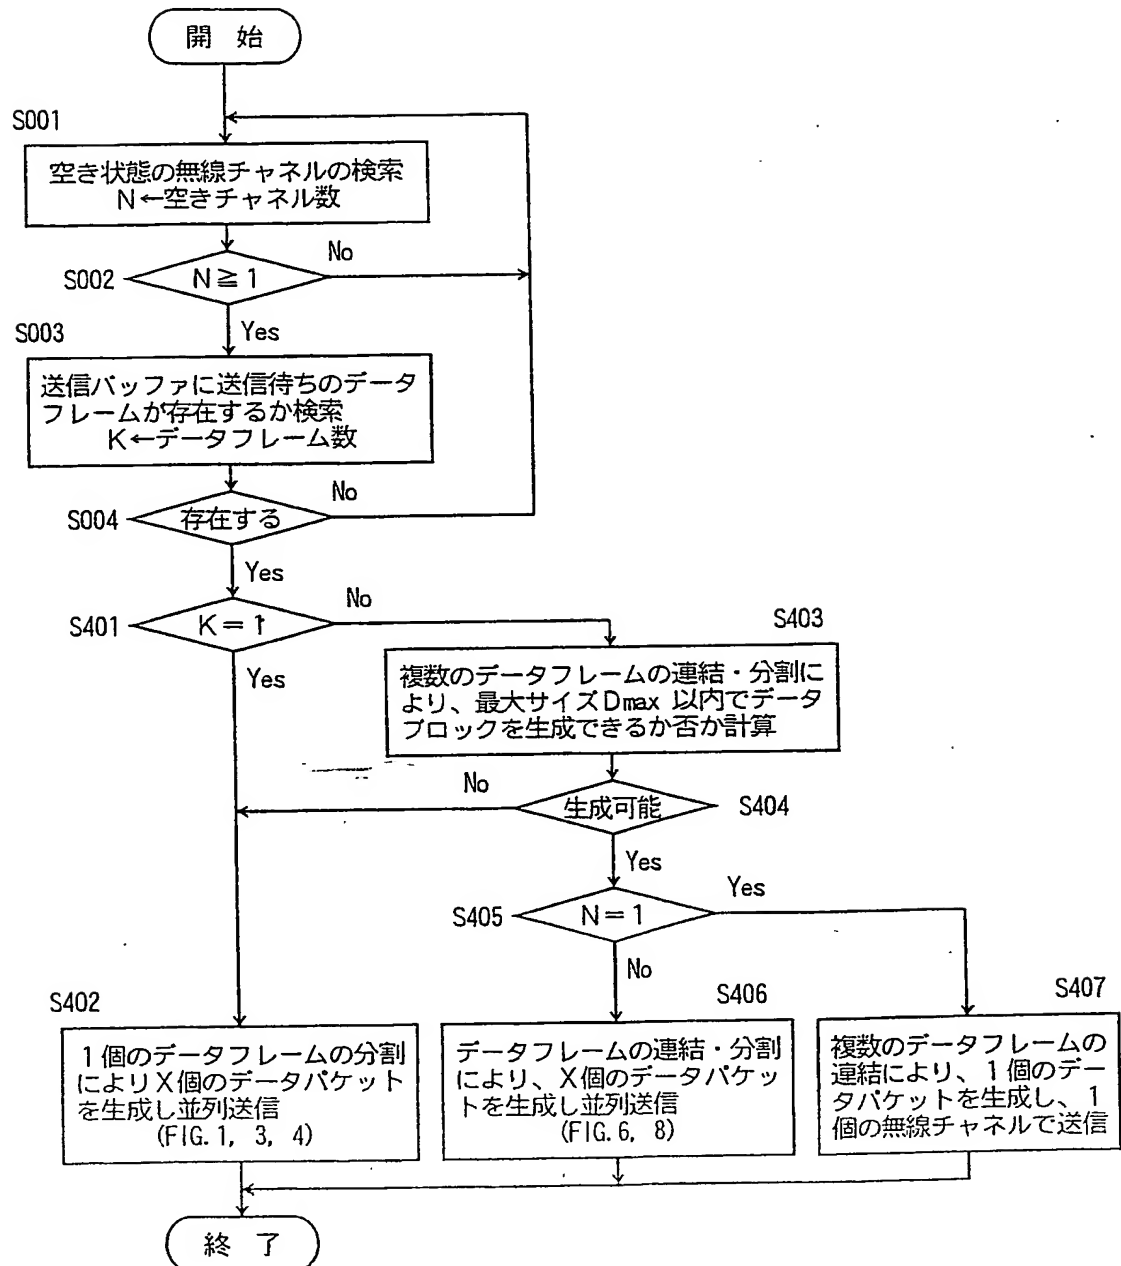 開 始
S001
空き状態の無線チャネルの検索
N←空きチャネル数
No
S002
N≧1
Yes
S003
送信バッファに送信待ちのデータ
フレームが存在するか検索
K←データフレーム数
No
S004
存在する
Yes
No
S401
K=1
S403
Yes
複数のデータフレームの連結・分割に
より、最大サイズDmax 以内でデータ
ブロックを生成できるか否か計算
No
生成可能
S404
Yes
Yes
S405
N=1
No
S402
S406
S407
1個のデータフレームの分割
によりX個のデータパケット
を生成し並列送信
(FIG.1, 3, 4)
データフレームの連結・分割
により、X個のデータパケッ
トを生成し並列送信
(FIG.6, 8)
複数のデータフレームの
連結により、1個のデー
タパケットを生成し、1
個の無線チャネルで送信
終 了